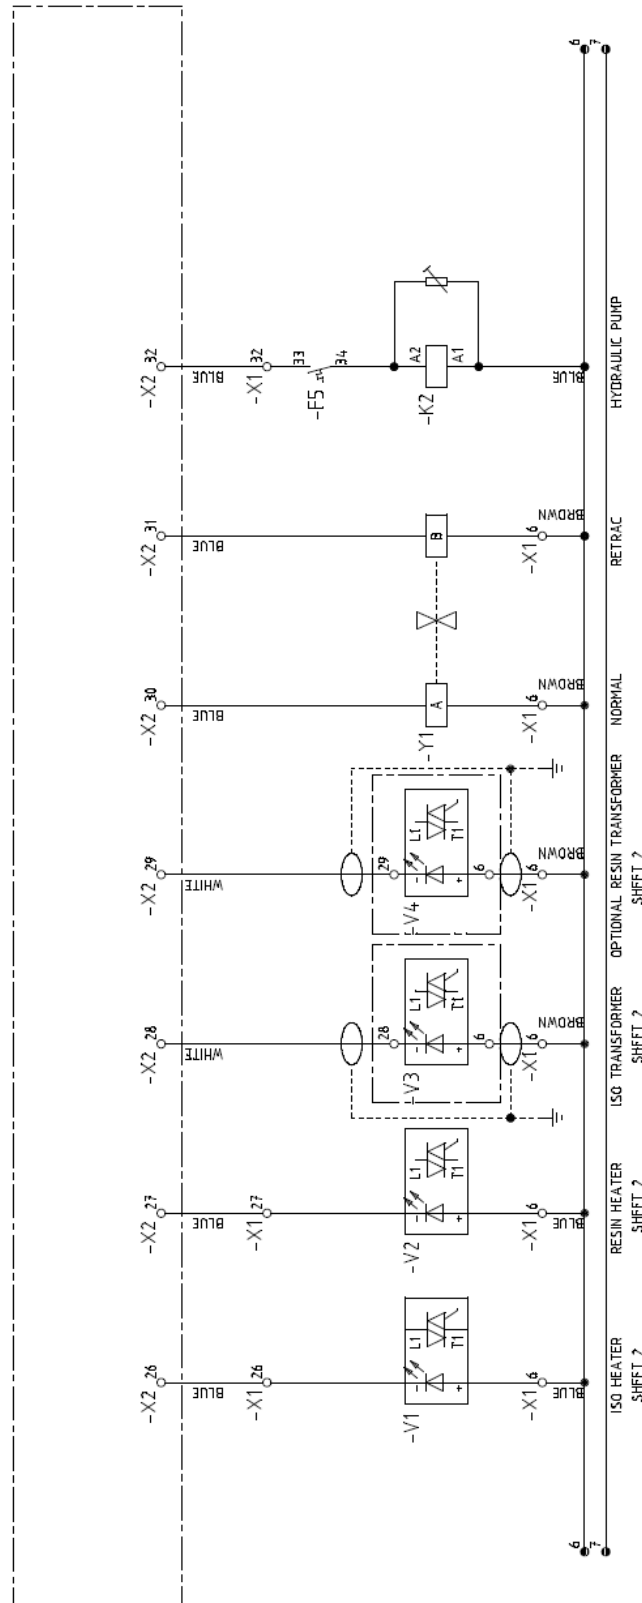 -X2 26
-X2 27
-X2 28
-X2 29
-X2 30
-X2 31
-X2 32
BLUE
BLUE
WHITE
WHITE
BLUE
BLUE
BLUE
-X1 26
-X1 27
-X1 32
33
-F5
34
28
29
-V1
-
+
L1
T1
-V2
-
+
L1
T1
-V3
-
+
L1
T1
-V4
-
+
L1
T1
-Y1
A
B
-K2
A2
A1
6
6
-X1 6
-X1 6
-X1 6
-X1 6
-X1 6
-X1 6
BLUE
BLUE
BROWN
BROWN
BROWN
BROWN
BLUE
6
6
7
7
ISO HEATER
SHEET 2
RESIN HEATER
SHEET 2
ISO TRANSFORMER
SHEET 2
OPTIONAL RESIN TRANSFORMER
SHEET 2
NORMAL
RETRAC
HYDRAULIC PUMP